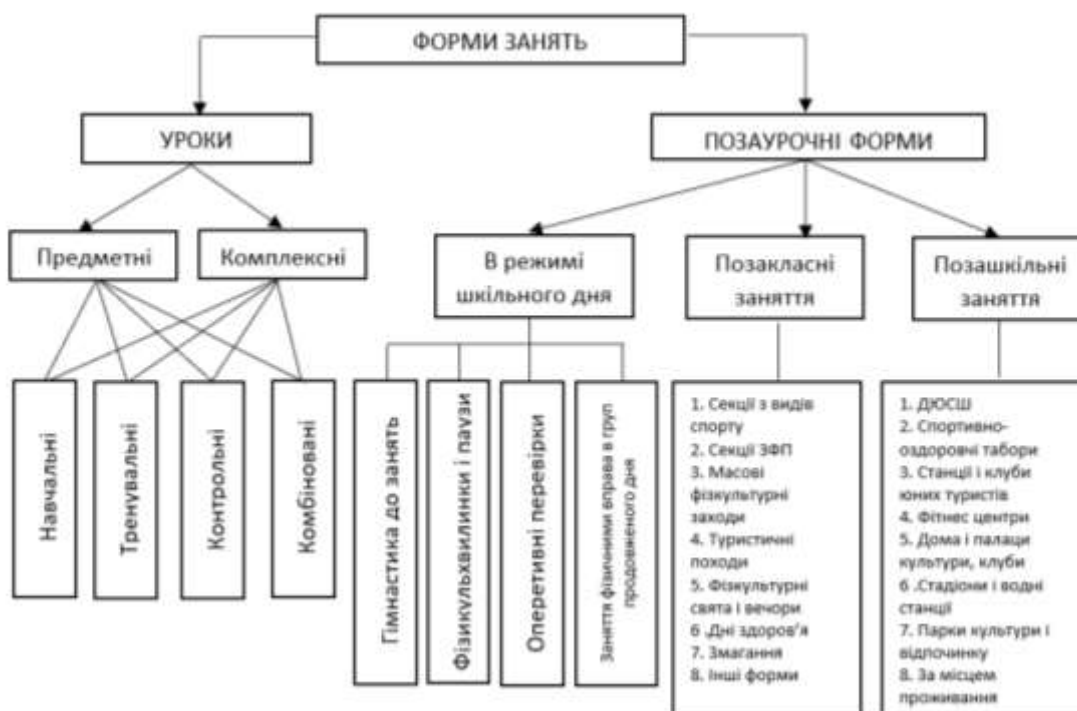 ФОРМИ ЗАНЯТЬ
УРОКИ
ПОЗАУРОЧНІ ФОРМИ
Предметні
Комплексні
В режимі
шкільного дня
Позакласні
заняття
Позашкільні
заняття
Навчальні
Тренувальні
Контрольні
Комбіновані
Гімнастика до занять
Фізикульхвилинки і паузи
Оперетивні перевірки
Заняття фізичними вправа в груп
продовженого дня
1. Секції з видів
спорту
2. Секції ЗФП
3. Масові
фізкультурні
заходи
4. Туристичні
походи
5. Фізкультурні
свята і вечори
6 .Дні здоров'я
7. Змагання
8. Інші форми
1. ДЮСШ
2. Спортивно-
оздоровчі табори
3. Станції і клуби
юних туристів
4. Фітнес центри
5. Дома і палаци
культури, клуби
6 .Стадіони і водні
станції
7. Парки культури і
відпочинку
8. За місцем
проживання